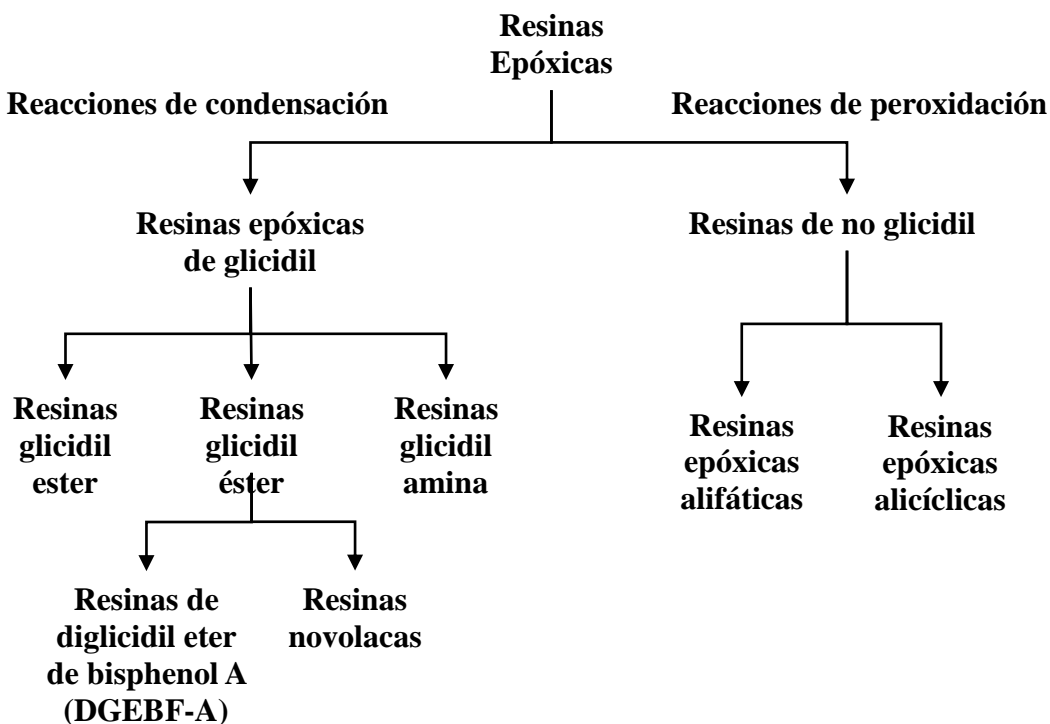 Resinas
Epóxicas
Reacciones de condensación
Reacciones de peroxidación
Resinas epóxicas
de glicidil
Resinas de no glicidil
Resinas
glicidil
ester
Resinas
glicidil
éster
Resinas
glicidil
amina
Resinas
epóxicas
alifáticas
Resinas
epóxicas
alicíclicas
Resinas de
diglicidil eter
de bisphenol A
(DGEBF-A)
Resinas
novolacas